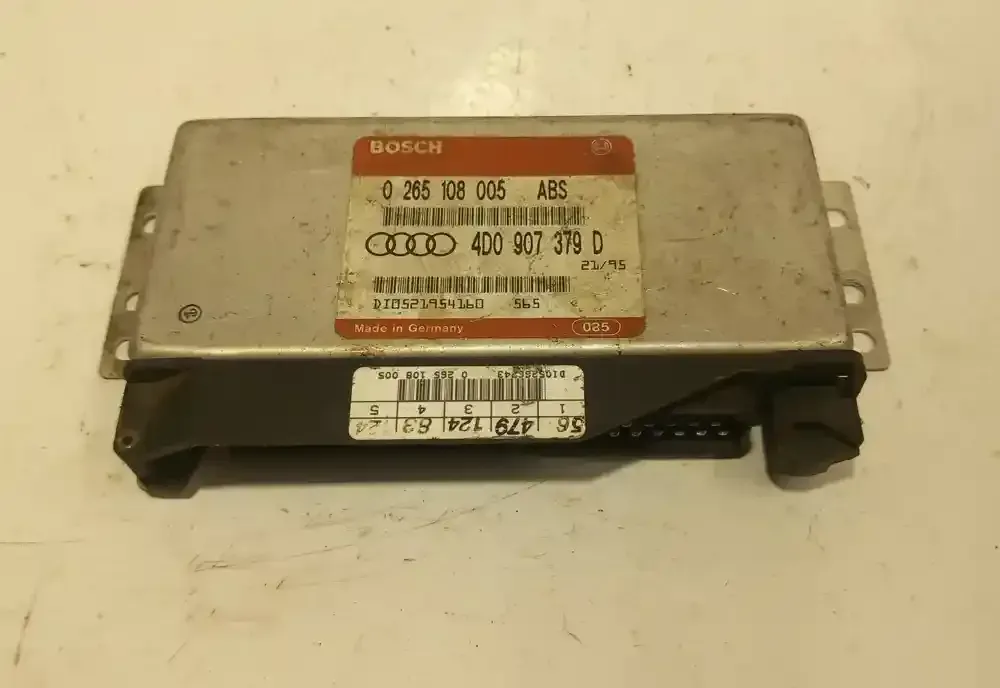 BOSCH
0 265 108 005 ABS
4D0 907 379 D
21/95
DI0521954160 565
Made in Germany 085
56 479 124 83 24
1 2 3 4 5
0 265 108 005